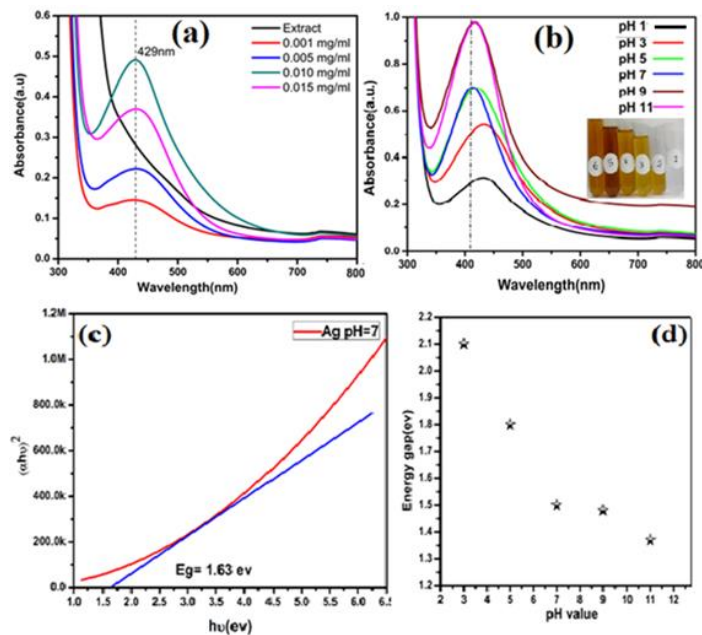 (a)
429nm
Extract
0.001 mg/ml
0.005 mg/ml
0.010 mg/ml
0.015 mg/ml
Absorbance(a.u)
0.6
0.5
0.4
0.3
0.2
0.1
0.0
300 400 500 600 700 800
Wavelength(nm)
(b)
pH 1
pH 3
pH 5
pH 7
pH 9
pH 11
Absorbance(a.u.)
1.0
0.8
0.6
0.4
0.2
0.0
6 5
300 400 500 600 700 800
Wavelength(nm)
(c)
Ag pH=7
(αhυ)²
1.2M
1.0M
800.0k
600.0k
400.0k
200.0k
0.0
Eg= 1.63 ev
1.0 1.5 2.0 2.5 3.0 3.5 4.0 4.5 5.0 5.5 6.0 6.5
hυ(ev)
(d)
Energy gap(ev)
2.2
2.1
2.0
1.9
1.8
1.7
1.6
1.5
1.4
1.3
1.2
2 3 4 5 6 7 8 9 10 11 12
pH value